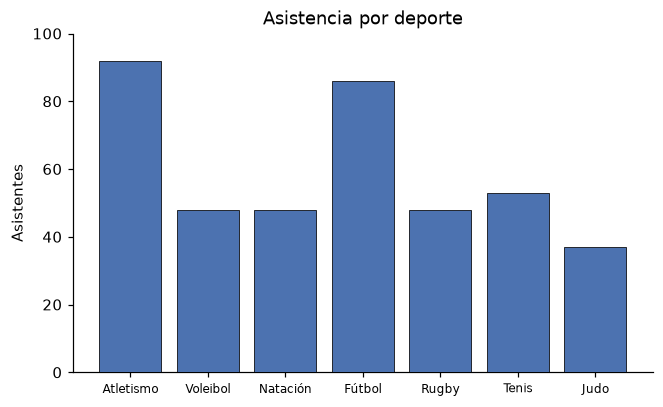 Asistencia por deporte
Asistentes
100
80
60
40
20
0
Atletismo Voleibol Natación Fútbol Rugby Tenis Judo